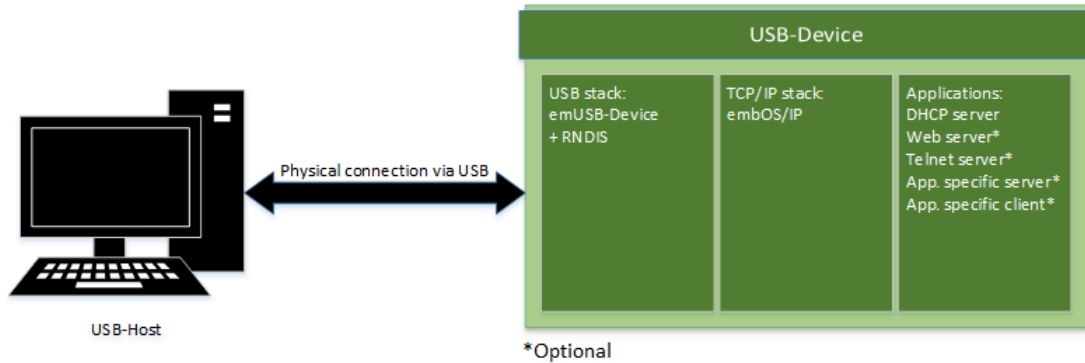 USB-Device
USB stack:
emUSB-Device
+ RNDIS
TCP/IP stack:
embOS/IP
Applications:
DHCP server
Web server*
Telnet server*
App. specific server*
App. specific client*
Physical connection via USB
USB-Host
*Optional